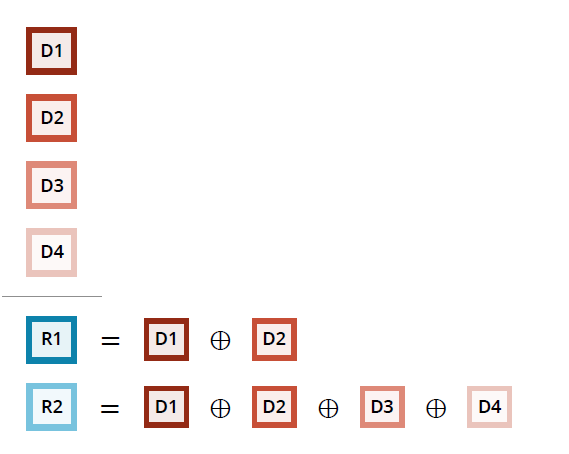 D1
D2
D3
D4
R1 = D1 ⊕ D2
R2 = D1 ⊕ D2 ⊕ D3 ⊕ D4